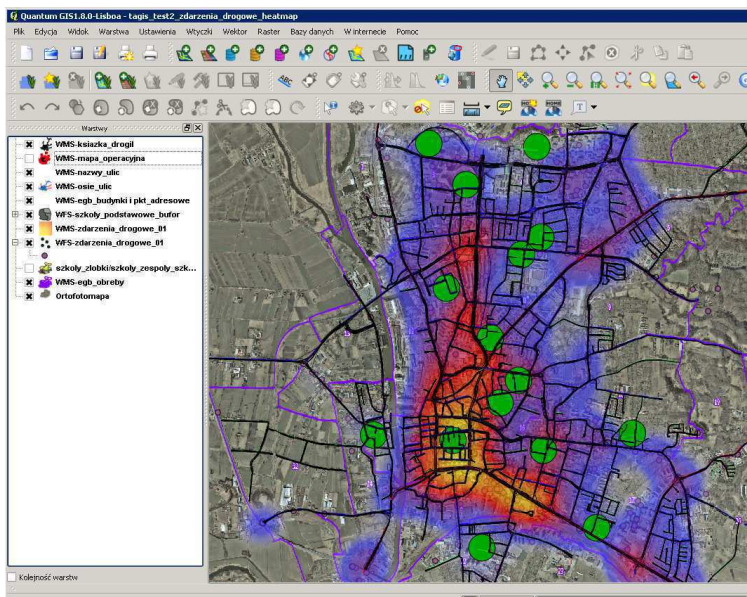 Quantum GIS1.8.0-Lisboa - tagis_test2_zdarzenia_drogowe_heatmap
Plik Edycja Widok Warstwa Ustawienia Wtyczki Wektor Raster Bazy danych W internecie Pomoc
Warstwy
WMS-ksiazka_drogiI
WMS-mapa_operacyjna
WMS-nazwy_ulic
WMS-osie_ulic
WMS-egb_budynki i pkt_adresowe
WFS-szkoly_podstawowe_bufor
WMS-zdarzenia_drogowe_01
WFS-zdarzenia_drogowe_01
szkoly_zlobki/szkoly_zespoly_szk...
WMS-egb_obreby
Ortofotomapa
Kolejność warstw